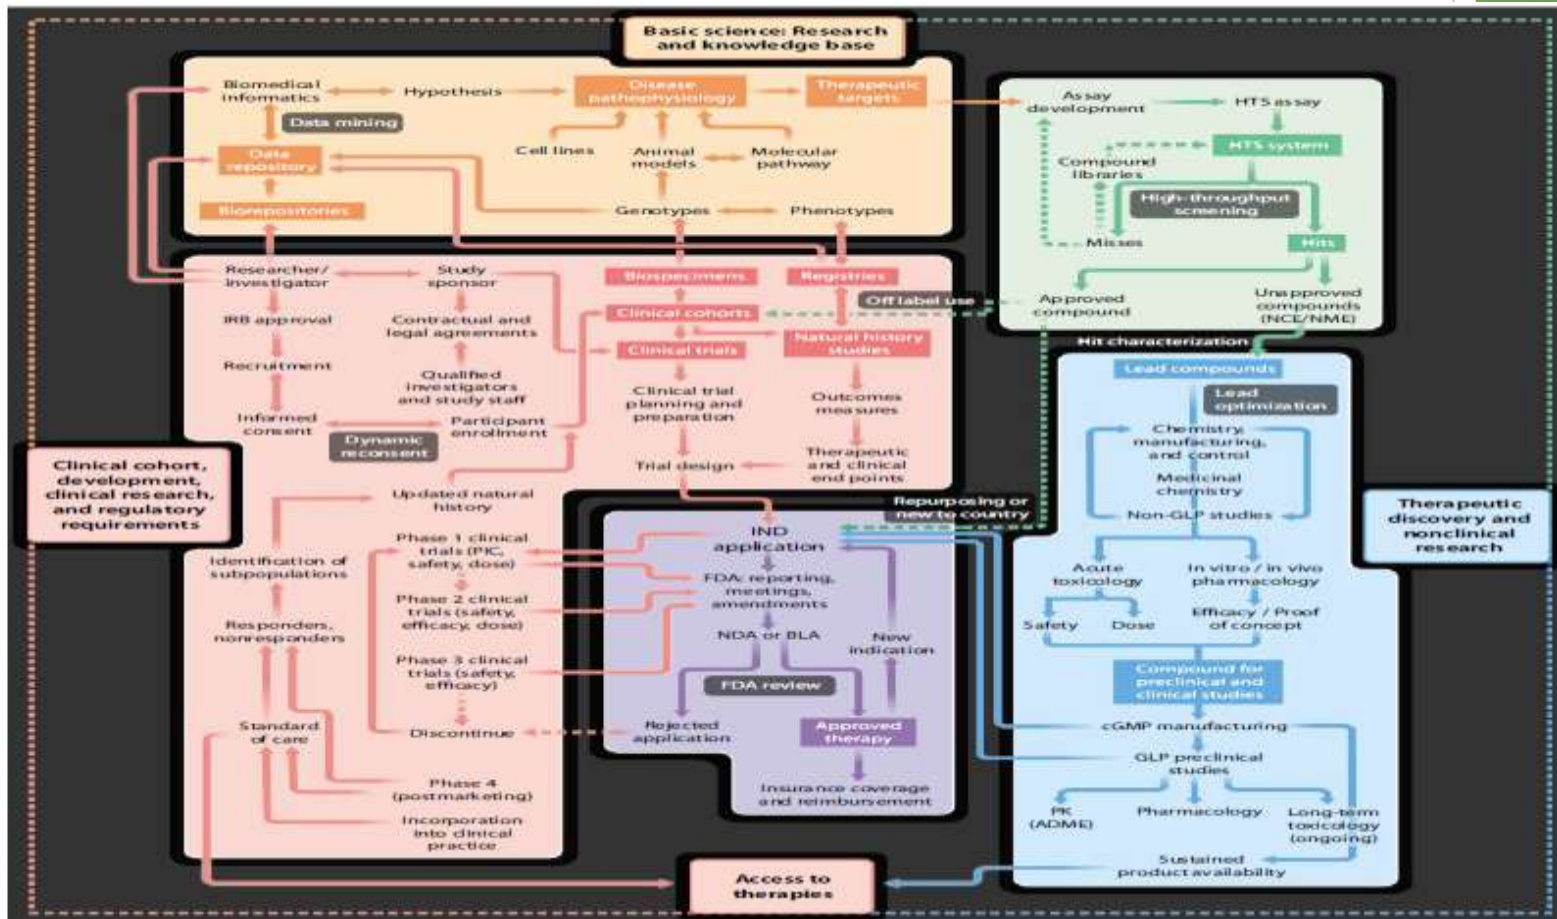 Basic science: Research
and knowledge base
Biomedical
informatics
Hypothesis
Disease
pathophysiology
Therapeutic
targets
Data mining
Cell lines
Animal
models
Molecular
pathway
Data
repository
Biorepositories
Genotypes
Phenotypes
Assay
development
HTS assay
HTS system
Compound
libraries
High-throughput
screening
Misses
Hits
Approved
compound
Unapproved
compounds
(NCE/NME)
Researcher/
investigator
Study
sponsor
Biospecimens
Registries
Off label use
IRB approval
Contractual and
legal agreements
Clinical cohorts
Clinical trials
Natural history
studies
Recruitment
Qualified
investigators
and study staff
Clinical trial
planning and
preparation
Outcomes
measures
Informed
consent
Participant
enrollment
Dynamic
reconsent
Trial design
Therapeutic
and clinical
end points
Clinical cohort,
development,
clinical research,
and regulatory
requirements
Updated natural
history
Identification of
subpopulations
Phase 1 clinical
trials (PIC,
safety, dose)
Responders,
nonresponders
Phase 2 clinical
trials (safety,
efficacy, dose)
Phase 3 clinical
trials (safety,
efficacy)
Standard
of care
Discontinue
Phase 4
(postmarketing)
Incorporation
into clinical
practice
Repurposing or
new to country
IND
application
FDA: reporting,
meetings,
amendments
NDA or BLA
New
indication
FDA review
Rejected
application
Approved
therapy
Insurance coverage
and reimbursement
Hit characterization
Lead compounds
Lead
optimization
Chemistry,
manufacturing,
and control
Medicinal
chemistry
Non-GLP studies
Therapeutic
discovery and
nonclinical
research
Acute
toxicology
In vitro / in vivo
pharmacology
Safety
Dose
Efficacy / Proof
of concept
Compound for
preclinical and
clinical studies
cGMP manufacturing
GLP preclinical
studies
PK
(ADME)
Pharmacology
Long-term
toxicology
(ongoing)
Sustained
product availability
Access to
therapies